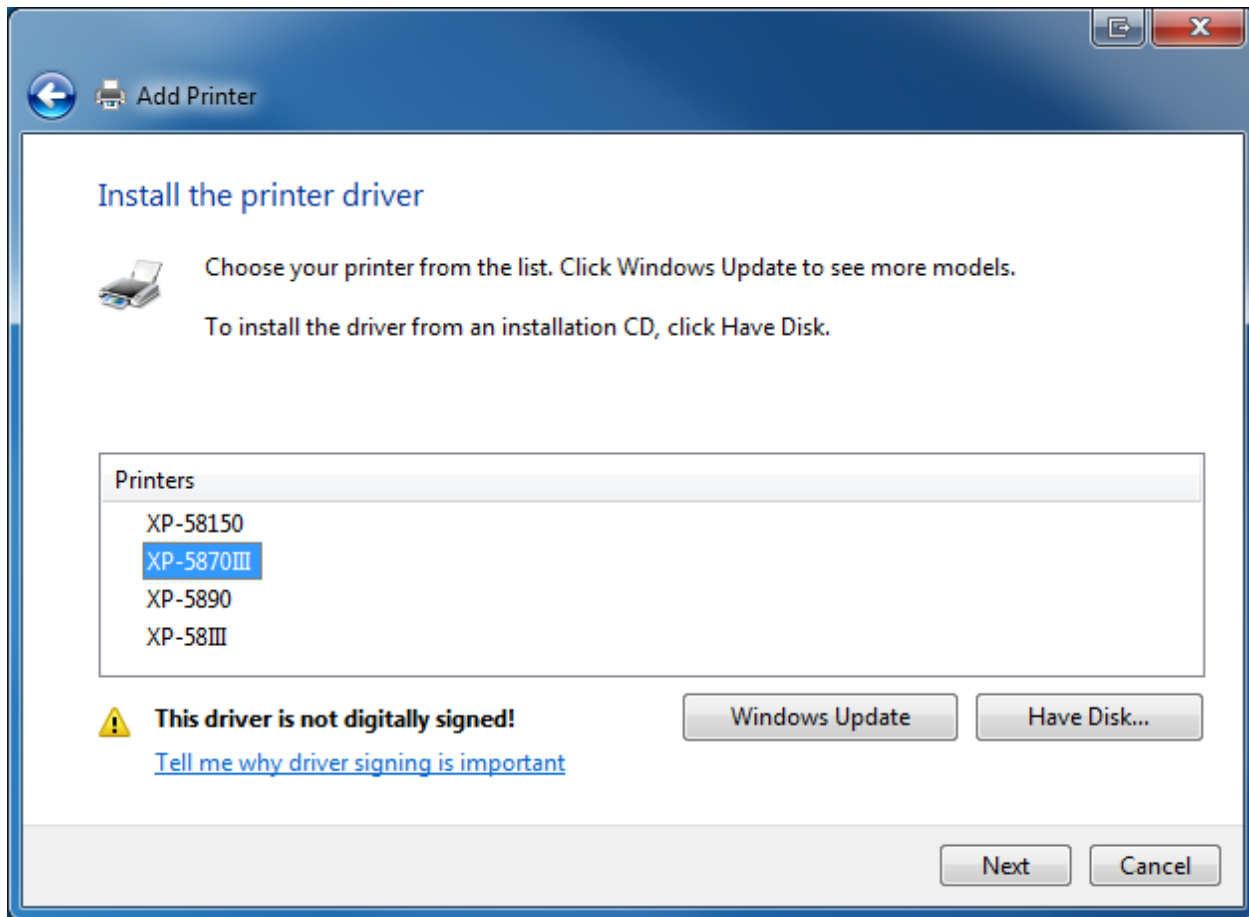 Add Printer
Install the printer driver
Choose your printer from the list. Click Windows Update to see more models.
To install the driver from an installation CD, click Have Disk.
Printers
XP-58150
XP-5870Ⅲ
XP-5890
XP-58Ⅲ
This driver is not digitally signed!
Windows Update
Have Disk...
Tell me why driver signing is important
Next
Cancel